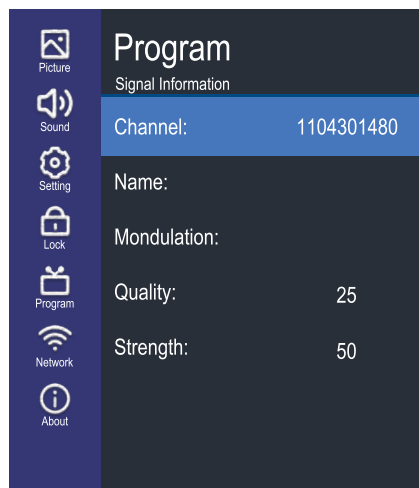 Picture
Sound
Setting
Lock
Program
Network
About
Program
Signal Information
Channel: 1104301480
Name:
Mondulation:
Quality: 25
Strength: 50